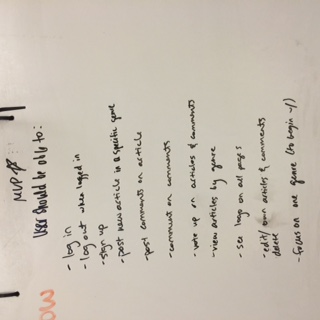 MVP
User should be able to:
OW
- log in
- log out when logged in
- sign up
- post new article in a specific genre
- post comments on article
- comment on comments
- vote up on articles & comments
- view articles by genre
- see logo on all pages
- edit/ own articles & comments
delete
- focus on one genre (to begin w/)